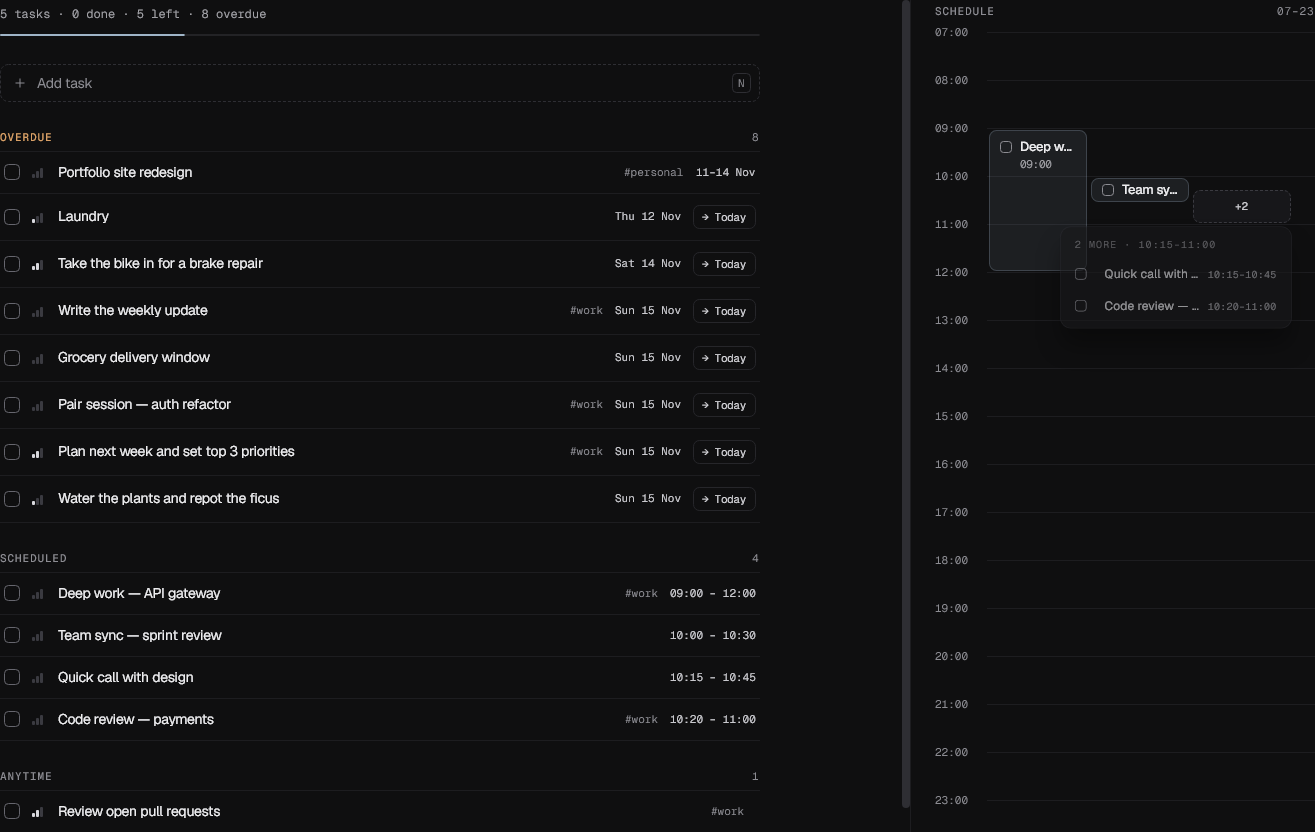 5 tasks · 0 done · 5 left · 8 overdue
+ Add task N
OVERDUE 8
Portfolio site redesign #personal 11–14 Nov
Laundry Thu 12 Nov → Today
Take the bike in for a brake repair Sat 14 Nov → Today
Write the weekly update #work Sun 15 Nov → Today
Grocery delivery window Sun 15 Nov → Today
Pair session — auth refactor #work Sun 15 Nov → Today
Plan next week and set top 3 priorities #work Sun 15 Nov → Today
Water the plants and repot the ficus Sun 15 Nov → Today
SCHEDULED 4
Deep work — API gateway #work 09:00 – 12:00
Team sync — sprint review 10:00 – 10:30
Quick call with design 10:15 – 10:45
Code review — payments #work 10:20 – 11:00
ANYTIME 1
Review open pull requests #work
SCHEDULE 07–23
07:00
08:00
09:00
Deep w…
09:00
10:00
Team sy…
+2
11:00
2 MORE · 10:15–11:00
12:00
Quick call with … 10:15–10:45
Code review — … 10:20–11:00
13:00
14:00
15:00
16:00
17:00
18:00
19:00
20:00
21:00
22:00
23:00